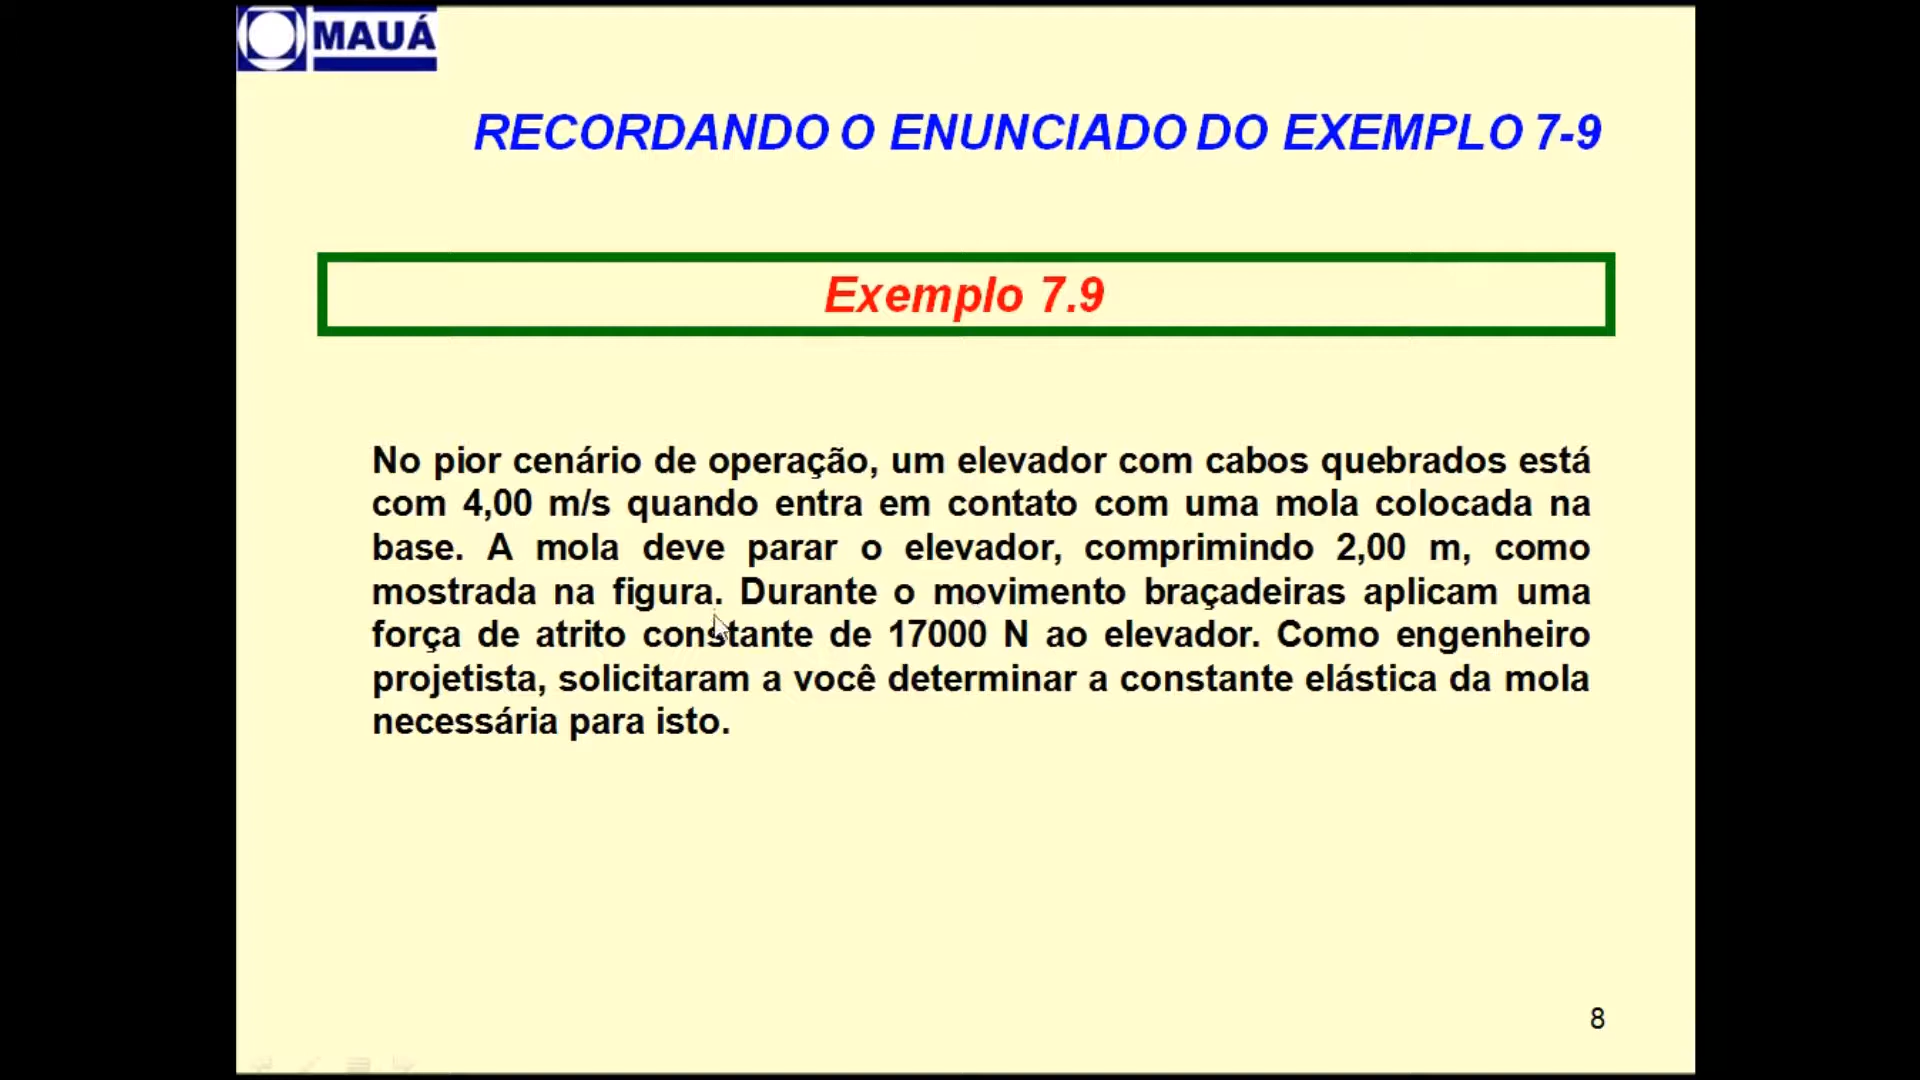 MAUÁ
RECORDANDO O ENUNCIADO DO EXEMPLO 7-9
Exemplo 7.9
No pior cenário de operação, um elevador com cabos quebrados está
com 4,00 m/s quando entra em contato com uma mola colocada na
base. A mola deve parar o elevador, comprimindo 2,00 m, como
mostrada na figura. Durante o movimento braçadeiras aplicam uma
força de atrito constante de 17000 N ao elevador. Como engenheiro
projetista, solicitaram a você determinar a constante elástica da mola
necessária para isto.
8